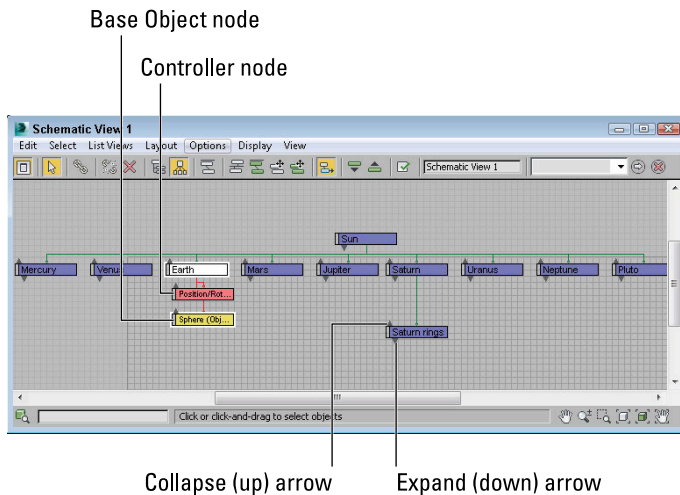 Base Object node
Controller node
Schematic View 1
Edit Select List Views Layout Options Display View
Schematic View 1
Sun
Mercury Venus Earth Mars Jupiter Saturn Uranus Neptune Pluto
Position/Rot...
Sphere (Obj...
Saturn rings
Click or click-and-drag to select objects
Collapse (up) arrow Expand (down) arrow